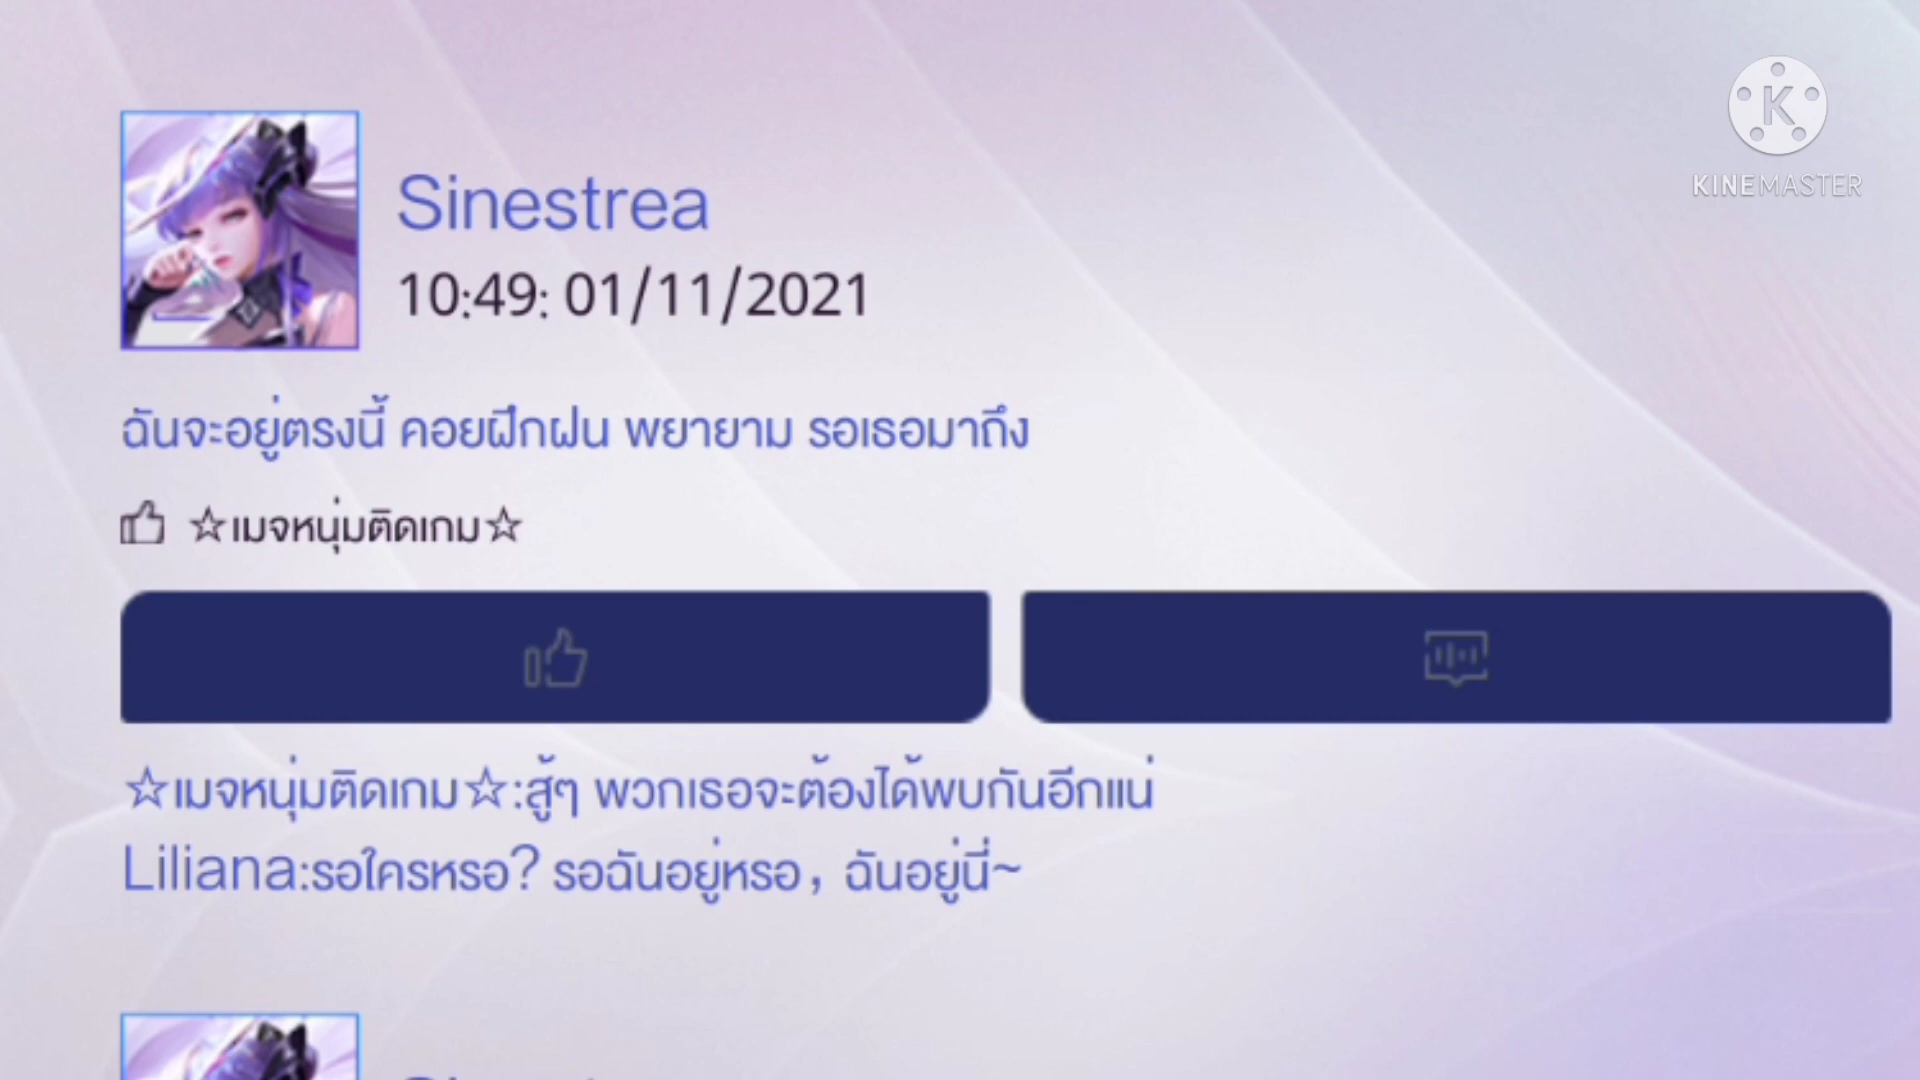 KINEMASTER
Sinestrea
10:49: 01/11/2021
ฉันจะอยู่ตรงนี้ คอยฝึกฝน พยายาม รอเธอมาถึง
☆เมจหนุ่มติดเกม☆
☆เมจหนุ่มติดเกม☆:สู้ๆ พวกเธอจะต้องได้พบกันอีกแน่
Liliana:รอใครหรอ? รอฉันอยู่หรอ, ฉันอยู่นี่~